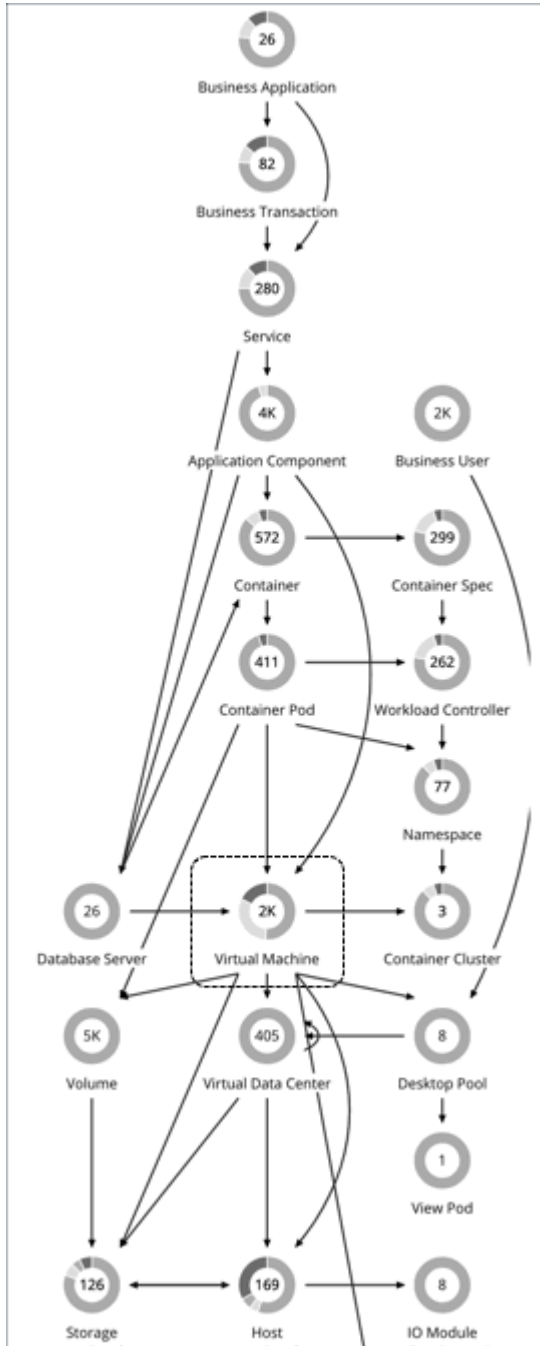 26
Business Application
82
Business Transaction
280
Service
4K
2K
Application Component
Business User
572
299
Container
Container Spec
411
262
Container Pod
Workload Controller
77
Namespace
26
2K
3
Database Server
Virtual Machine
Container Cluster
5K
405
8
Volume
Virtual Data Center
Desktop Pool
1
View Pod
126
169
8
Storage
Host
IO Module